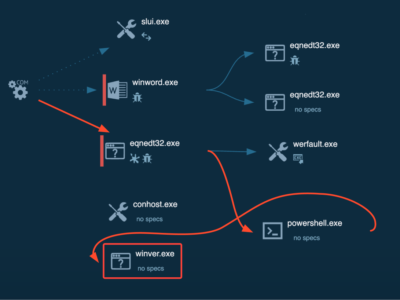 slui.exe
COM
winword.exe
eqnedt32.exe
eqnedt32.exe
no specs
eqnedt32.exe
werfault.exe
conhost.exe
no specs
powershell.exe
no specs
winver.exe
no specs